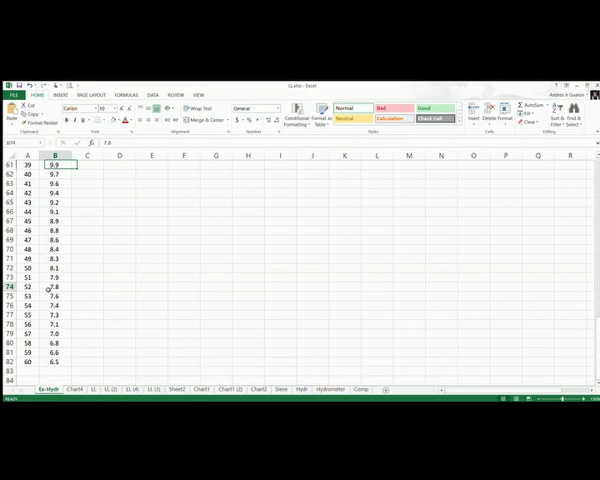 LL.xlsx - Excel
FILE HOME INSERT PAGE LAYOUT FORMULAS DATA REVIEW VIEW
Andres R Gualon
Paste Cut Copy Format Painter
Calibri 10
Wrap Text
Merge & Center
General
$ % ,
Conditional Formatting
Format as Table
Normal Bad Good
Neutral Calculation Check Cell
Insert Delete Format
AutoSum Fill Clear
Sort & Filter
Find & Select
Clipboard Font Alignment Number Styles Cells Editing
B74 fx 7.8
A B C D E F G H I J K L M N O P Q R
61 39 9.9
62 40 9.7
63 41 9.6
64 42 9.4
65 43 9.2
66 44 9.1
67 45 8.9
68 46 8.8
69 47 8.6
70 48 8.4
71 49 8.3
72 50 8.1
73 51 7.9
74 52 7.8
75 53 7.6
76 54 7.4
77 55 7.3
78 56 7.1
79 57 7.0
80 58 6.8
81 59 6.6
82 60 6.5
83
84
Ex-Hydr Chart4 LL LL (2) LL (4) LL (3) Sheet2 Chart1 Chart1 (2) Chart2 Sieve Hydr Hydrometer Comp
READY